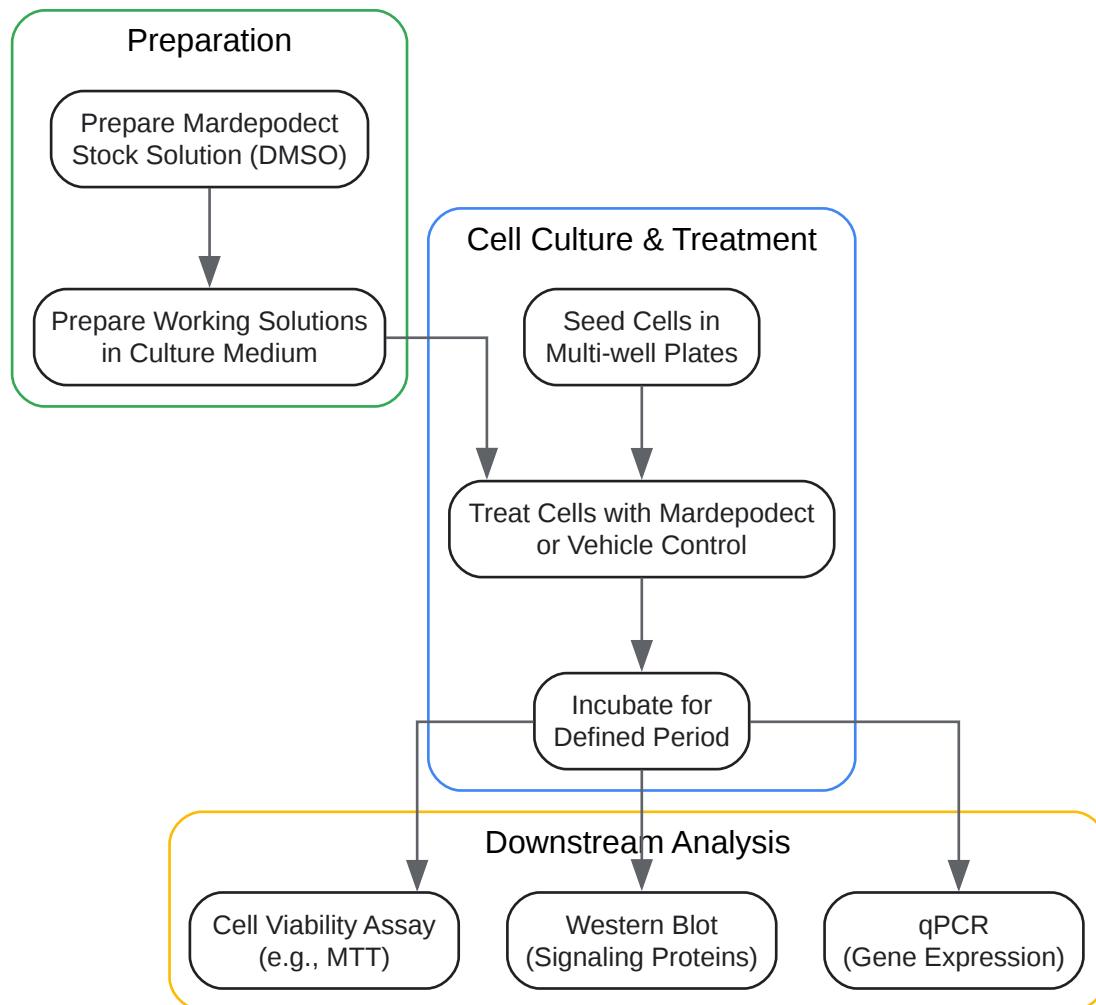 Preparation
Prepare Mardepodect
Stock Solution (DMSO)
Prepare Working Solutions
in Culture Medium
Cell Culture & Treatment
Seed Cells in
Multi-well Plates
Treat Cells with Mardepodect
or Vehicle Control
Incubate for
Defined Period
Downstream Analysis
Cell Viability Assay
(e.g., MTT)
Western Blot
(Signaling Proteins)
qPCR
(Gene Expression)